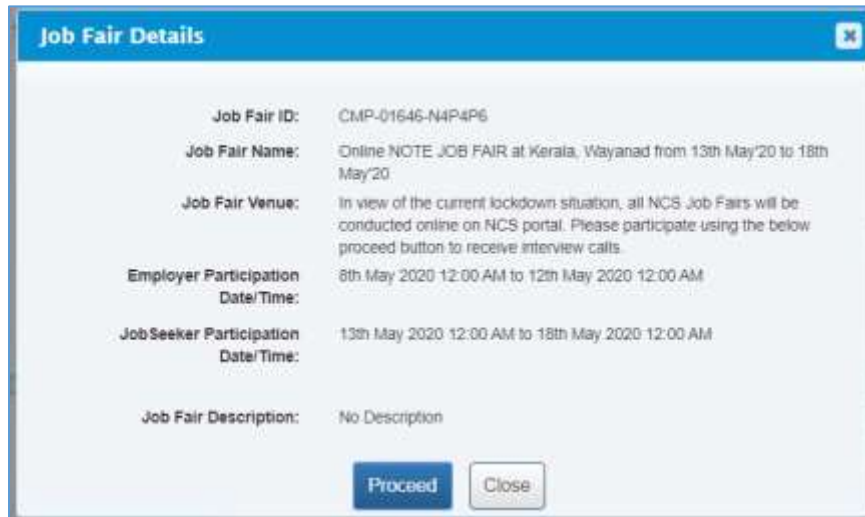 Job Fair Details
Job Fair ID: CMP-01646-N4P4P6
Job Fair Name: Online NOTE JOB FAIR at Kerala, Wayanad from 13th May'20 to 18th
May'20
Job Fair Venue: In view of the current lockdown situation, all NCS Job Fairs will be
conducted online on NCS portal. Please participate using the below
proceed button to receive interview calls.
Employer Participation 8th May 2020 12:00 AM to 12th May 2020 12:00 AM
Date/Time:
JobSeeker Participation 13th May 2020 12:00 AM to 18th May 2020 12:00 AM
Date/Time:
Job Fair Description: No Description
Proceed Close